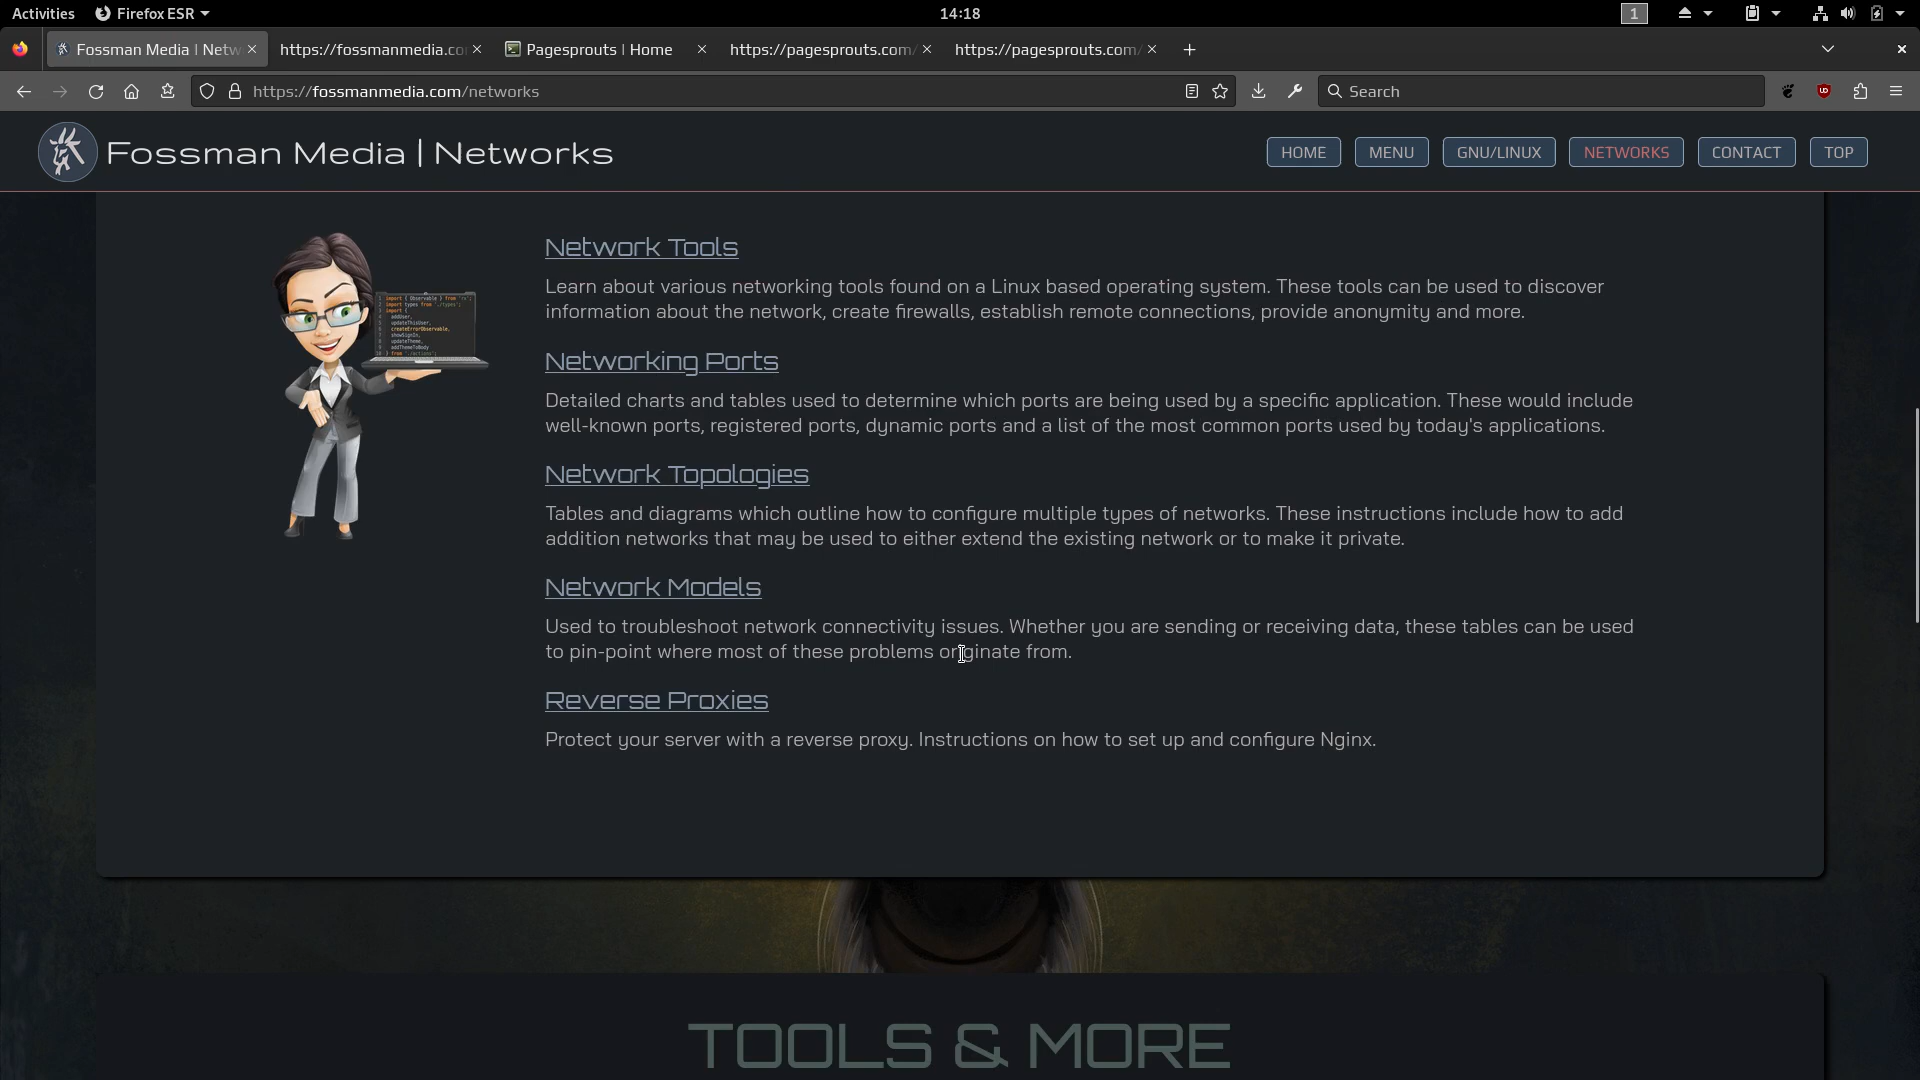 Activities
Firefox ESR
14:18
1
Fossman Media | Netw
https://fossmanmedia.co
Pagesprouts | Home
https://pagesprouts.com/
https://pagesprouts.com/
https://fossmanmedia.com/networks
Search
Fossman Media | Networks
HOME
MENU
GNU/LINUX
NETWORKS
CONTACT
TOP
Network Tools
Learn about various networking tools found on a Linux based operating system. These tools can be used to discover
information about the network, create firewalls, establish remote connections, provide anonymity and more.
Networking Ports
Detailed charts and tables used to determine which ports are being used by a specific application. These would include
well-known ports, registered ports, dynamic ports and a list of the most common ports used by today's applications.
Network Topologies
Tables and diagrams which outline how to configure multiple types of networks. These instructions include how to add
addition networks that may be used to either extend the existing network or to make it private.
Network Models
Used to troubleshoot network connectivity issues. Whether you are sending or receiving data, these tables can be used
to pin-point where most of these problems originate from.
Reverse Proxies
Protect your server with a reverse proxy. Instructions on how to set up and configure Nginx.
TOOLS & MORE